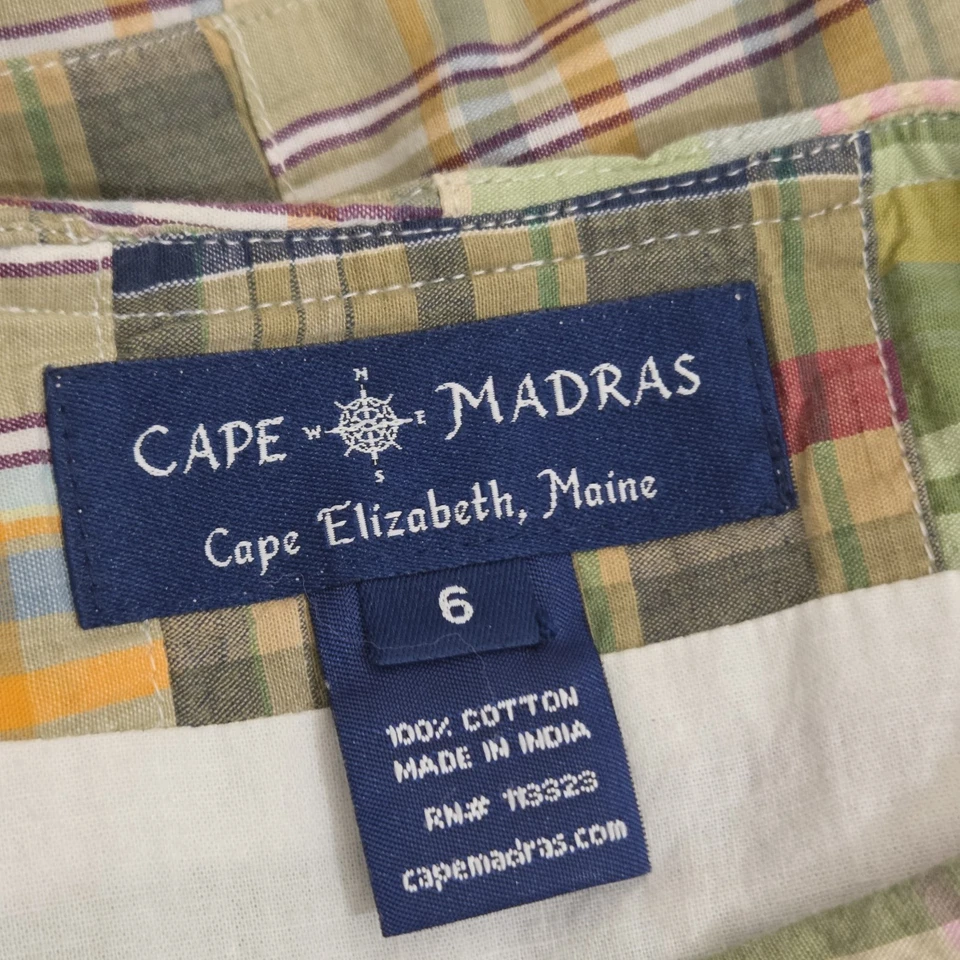 CAPE MADRAS
N
W E
S
Cape Elizabeth, Maine
6
100% COTTON
MADE IN INDIA
RN# 113323
capemadras.com